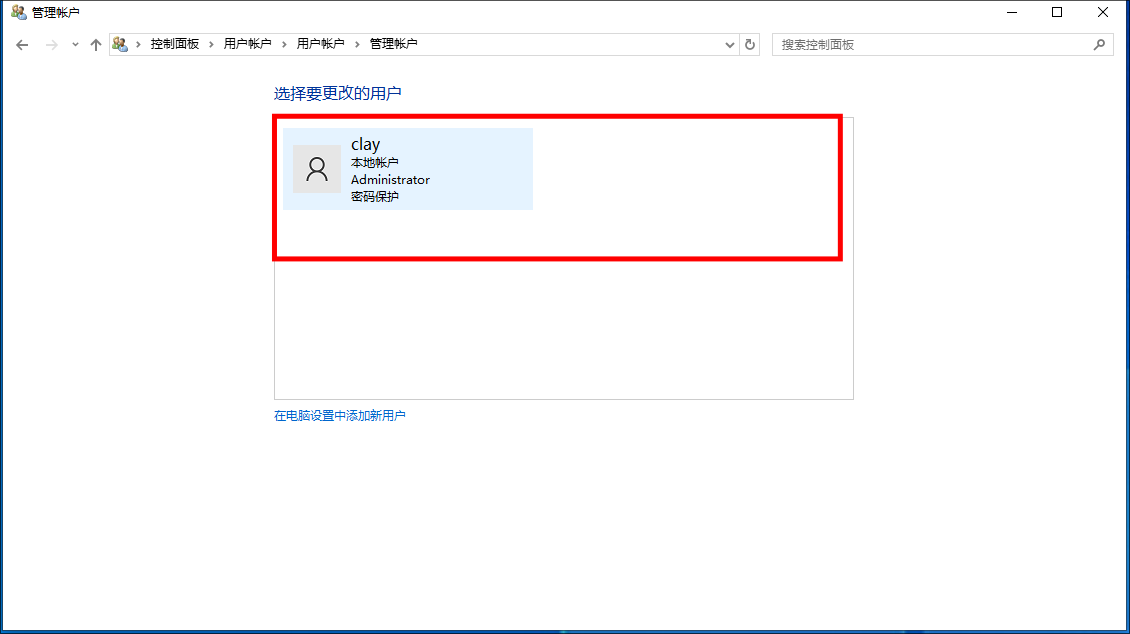 管理帐户
控制面板 > 用户帐户 > 用户帐户 > 管理帐户
搜索控制面板
选择要更改的用户
clay
本地帐户
Administrator
密码保护
在电脑设置中添加新用户